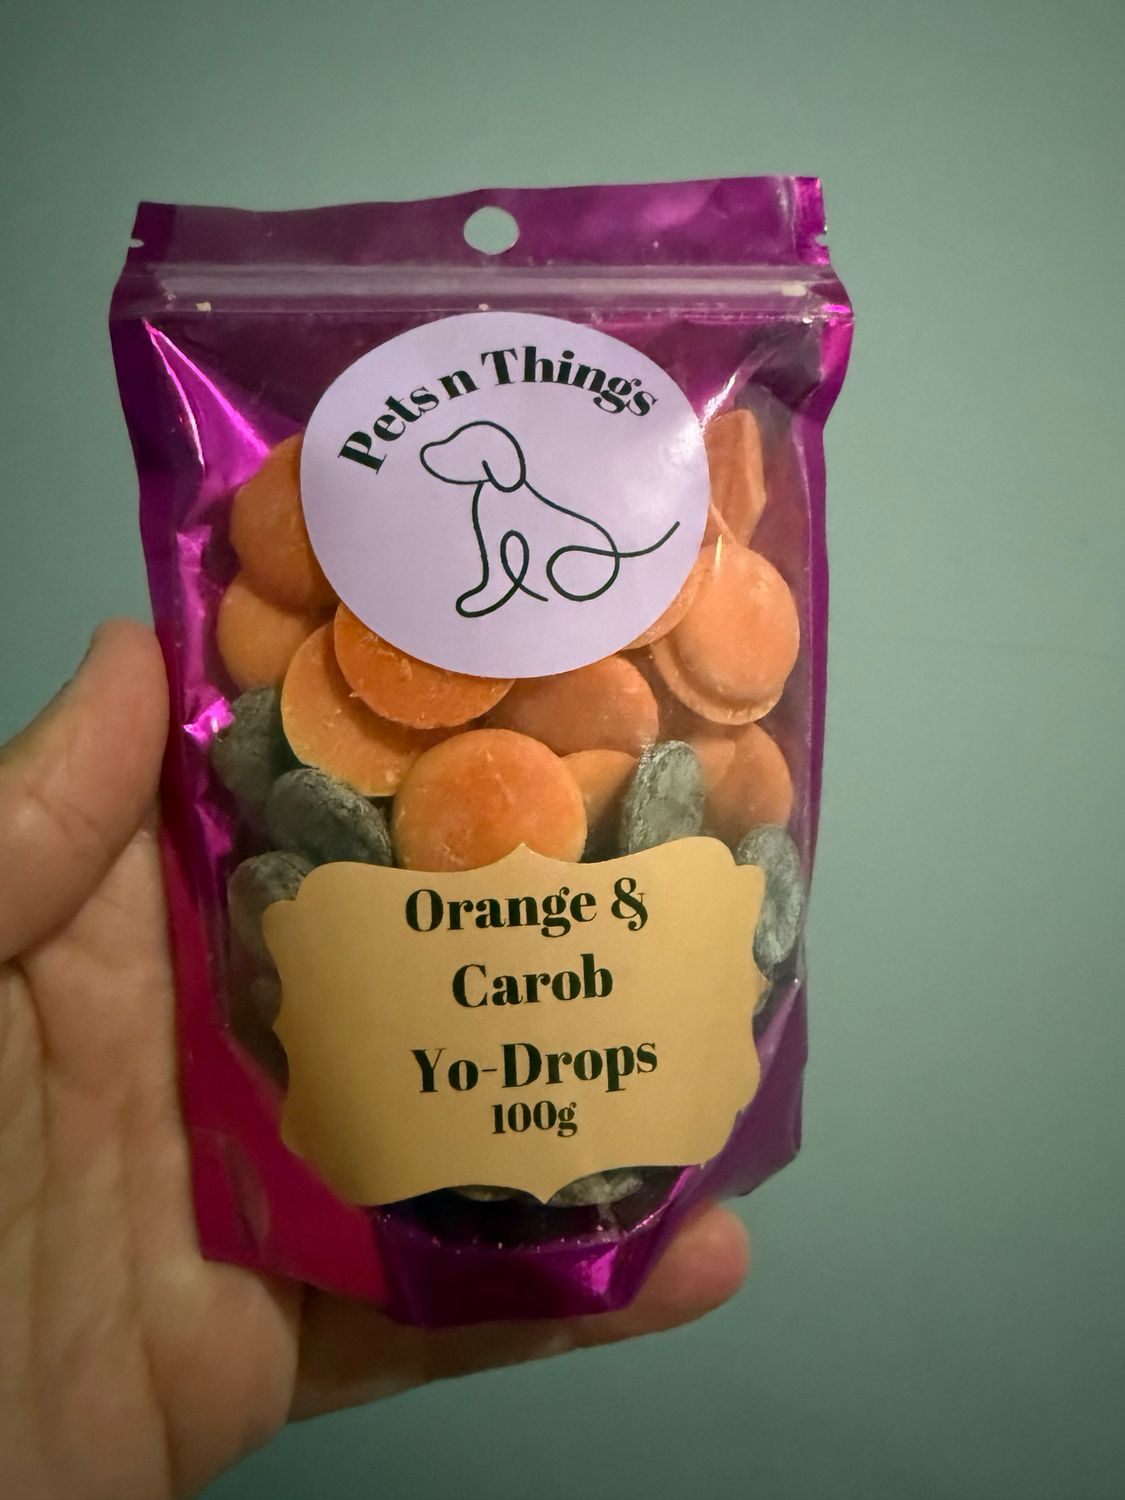 Pets n Things
Orange &
Carob
Yo-Drops
100g